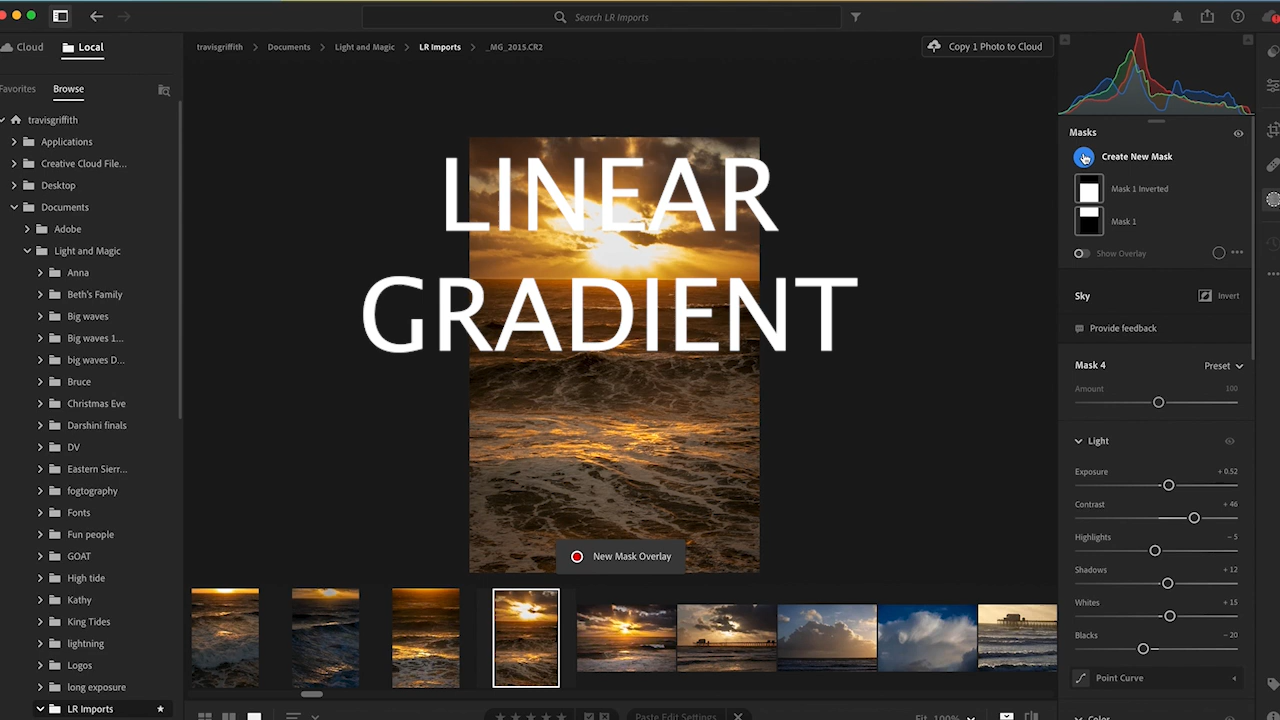 Search LR Imports
Cloud
Local
travisgriffith
Documents
Light and Magic
LR Imports
_MG_2015.CR2
Copy 1 Photo to Cloud
Favorites
Browse
travisgriffith
Applications
Creative Cloud File...
Desktop
Documents
Adobe
Light and Magic
Anna
Beth's Family
Big waves
Big waves 1...
big waves D...
Bruce
Christmas Eve
Darshini finals
DV
Eastern Sierr...
fogtography
Fonts
Fun people
GOAT
High tide
Kathy
King Tides
lightning
Logos
long exposure
LR Imports
LINEAR
GRADIENT
New Mask Overlay
Paste Edit Settings
Fit
100%
Masks
Create New Mask
Mask 1 Inverted
Mask 1
Show Overlay
Sky
Invert
Provide feedback
Mask 4
Preset
Amount
100
Light
Exposure
+ 0.52
Contrast
+ 46
Highlights
- 5
Shadows
+ 12
Whites
+ 15
Blacks
- 20
Point Curve
Color